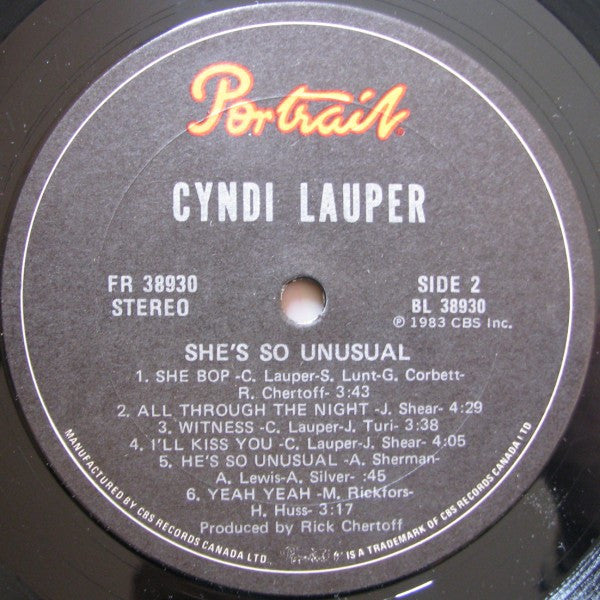 Portrait
CYNDI LAUPER
FR 38930
STEREO
SIDE 2
BL 38930
℗ 1983 CBS Inc.
SHE'S SO UNUSUAL
1. SHE BOP -C. Lauper-S. Lunt-G. Corbett-
R. Chertoff- 3:43
2. ALL THROUGH THE NIGHT -J. Shear- 4:29
3. WITNESS -C. Lauper-J. Turi- 3:38
4. I'LL KISS YOU -C. Lauper-J. Shear- 4:05
5. HE'S SO UNUSUAL -A. Sherman-
A. Lewis-A. Silver- :45
6. YEAH YEAH -M. Rickfors-
H. Huss- 3:17
Produced by Rick Chertoff
MANUFACTURED BY CBS RECORDS CANADA LTD
IS A TRADEMARK OF CBS RECORDS CANADA LTD